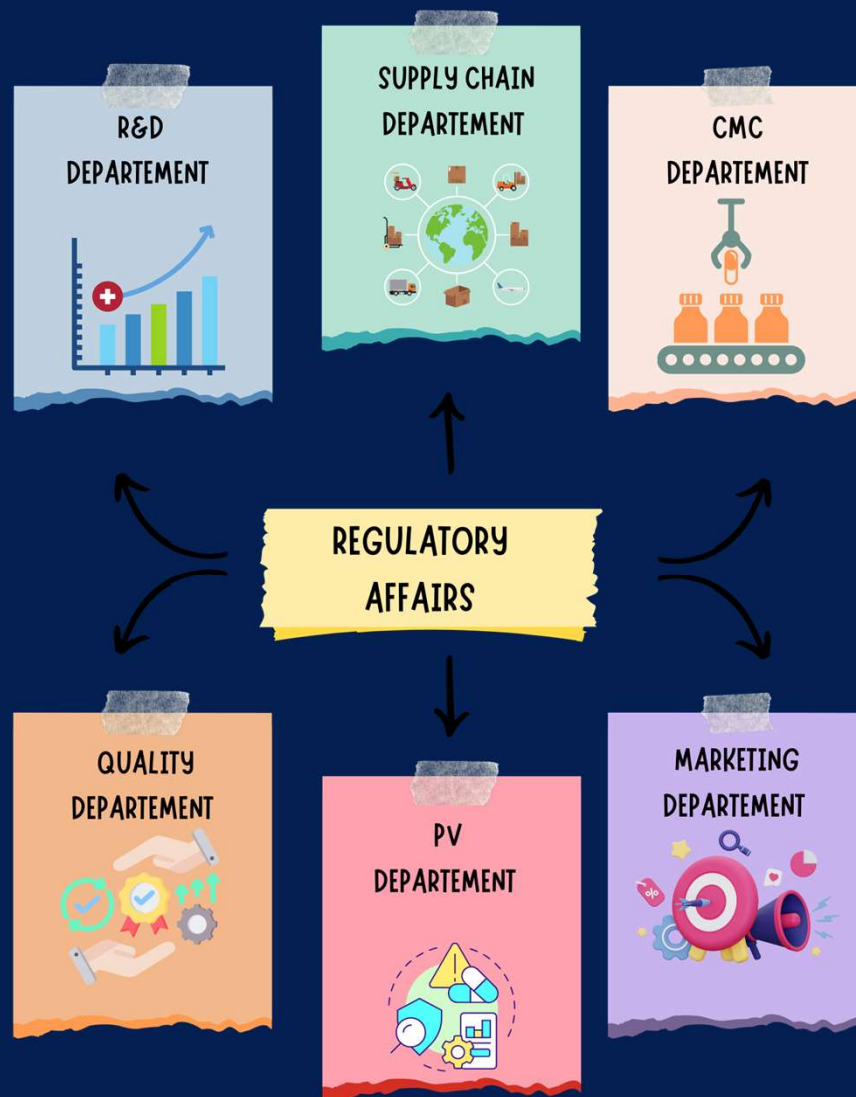 R&D
DEPARTEMENT
SUPPLY CHAIN
DEPARTEMENT
CMC
DEPARTEMENT
REGULATORY
AFFAIRS
QUALITY
DEPARTEMENT
PV
DEPARTEMENT
MARKETING
DEPARTEMENT
%